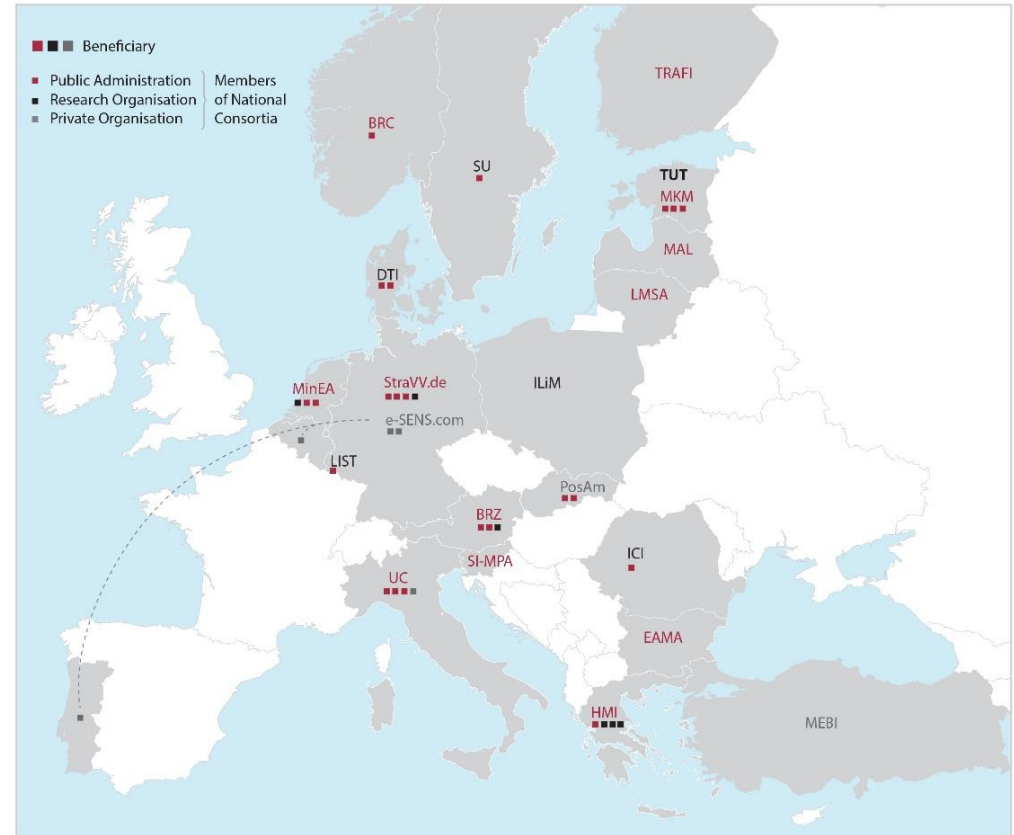 Beneficiary
Public Administration
Research Organisation
Private Organisation
Members
of National
Consortia
TRAFI
BRC
SU
TUT
MKM
MAL
DTI
LMSA
MinEA
StraVV.de
ILiM
e-SENS.com
LIST
PosAm
BRZ
ICI
SI-MPA
UC
EAMA
HMI
MEBI